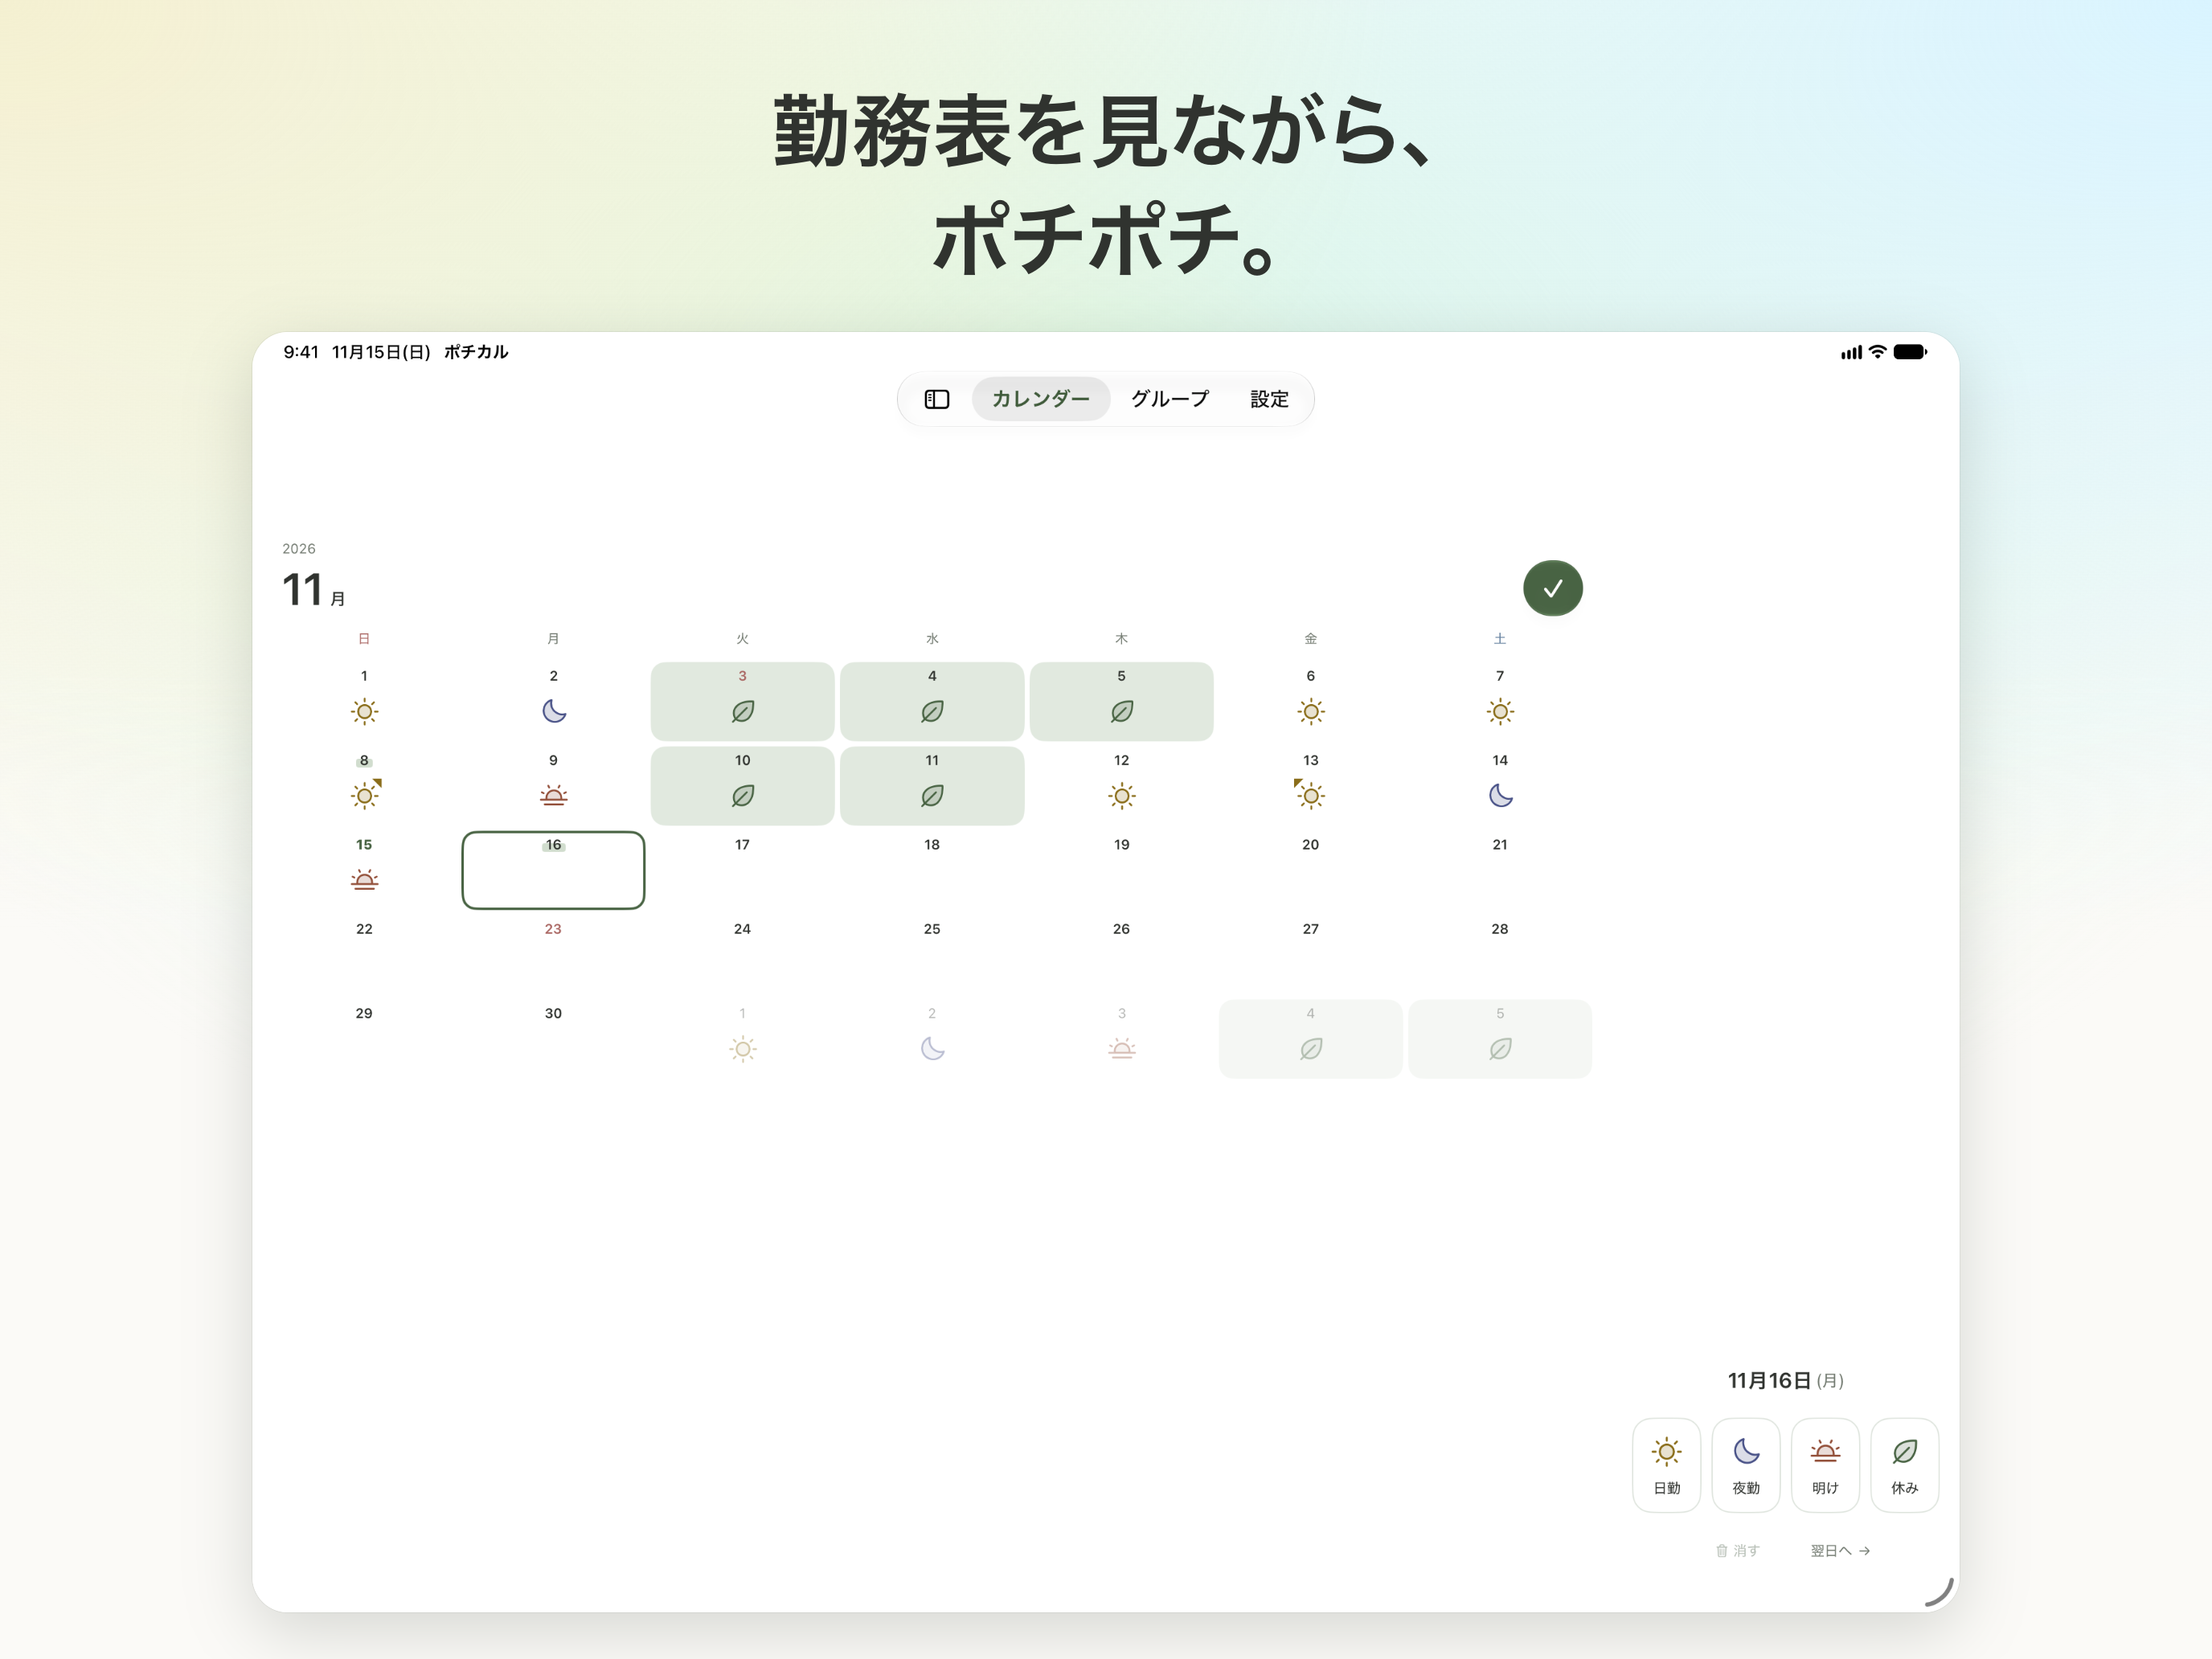 勤務表を見ながら、
ポチポチ。
9:41 11月15日(日) ポチカル
カレンダー グループ 設定
2026
11月
日 月 火 水 木 金 土
1 2 3 4 5 6 7
8 9 10 11 12 13 14
15 16 17 18 19 20 21
22 23 24 25 26 27 28
29 30 1 2 3 4 5
11月16日 (月)
日勤 夜勤 明け 休み
消す 翌日へ →